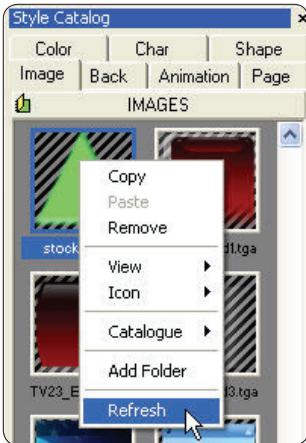 Style Catalog
Color Char Shape
Image Back Animation Page
IMAGES
Copy
Paste
Remove
View
Icon
Catalogue
Add Folder
Refresh
stock
d1.tga
TV23_E
d3.tga